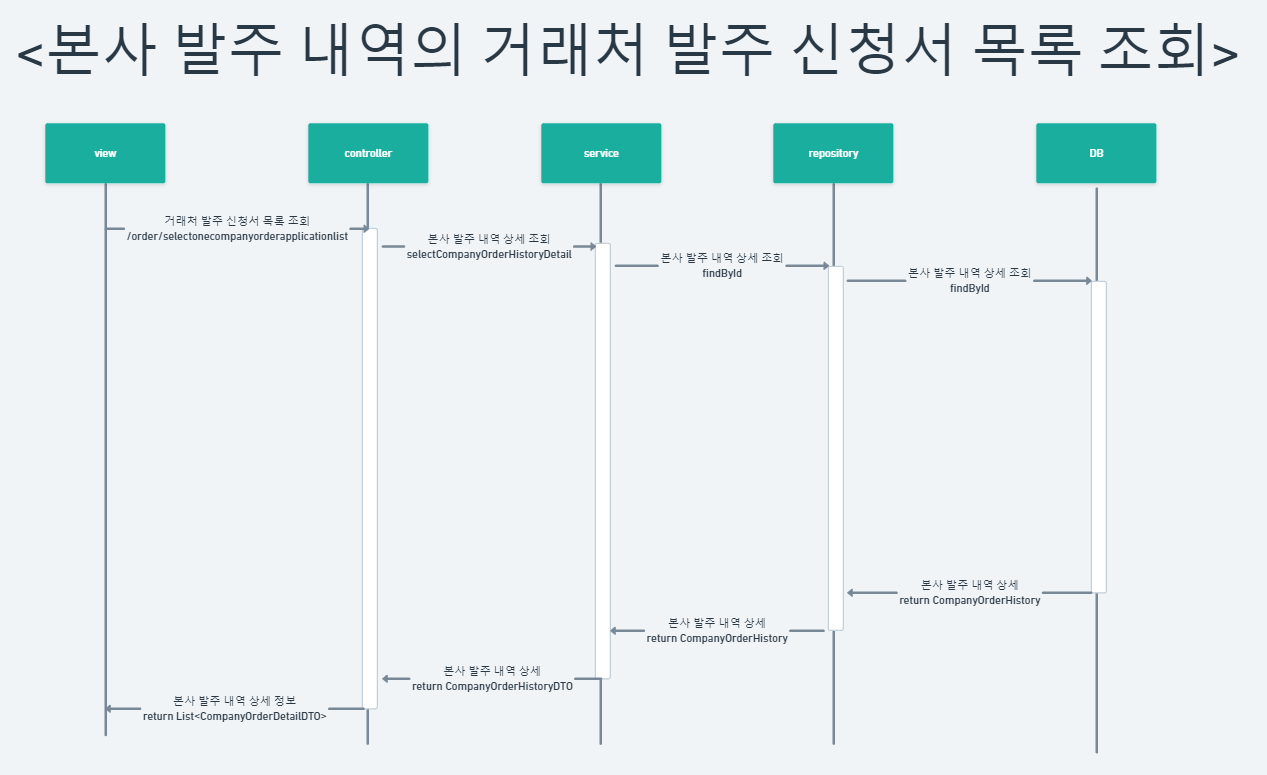 <본사 발주 내역의 거래처 발주 신청서 목록 조회>
view
controller
service
repository
DB
거래처 발주 신청서 목록 조회
/order/selectonecompanyorderapplicationlist
본사 발주 내역 상세 조회
selectCompanyOrderHistoryDetail
본사 발주 내역 상세 조회
findById
본사 발주 내역 상세 조회
findById
본사 발주 내역 상세
return CompanyOrderHistory
본사 발주 내역 상세
return CompanyOrderHistory
본사 발주 내역 상세
return CompanyOrderHistoryDTO
본사 발주 내역 상세 정보
return List<CompanyOrderDetailDTO>